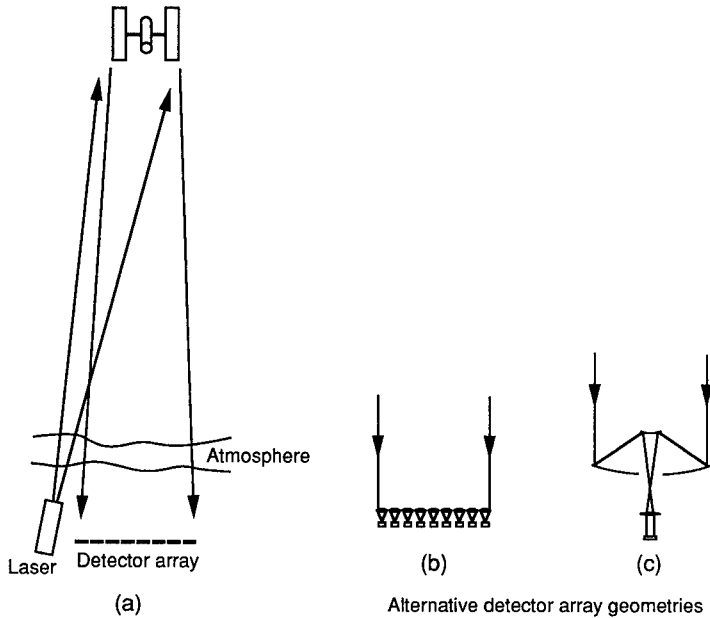 Atmosphere
Laser
Detector array
(a)
(b)
(c)
Alternative detector array geometries